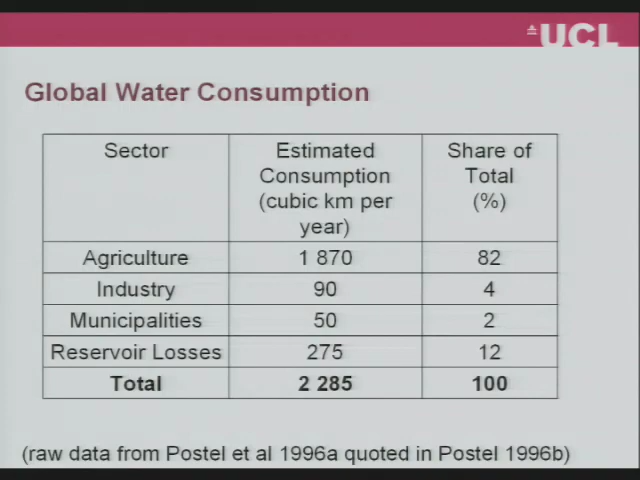 UCL
Global Water Consumption
Sector
Estimated
Consumption
(cubic km per
year)
Share of
Total
(%)
Agriculture 1 870 82
Industry 90 4
Municipalities 50 2
Reservoir Losses 275 12
Total 2 285 100
(raw data from Postel et al 1996a quoted in Postel 1996b)